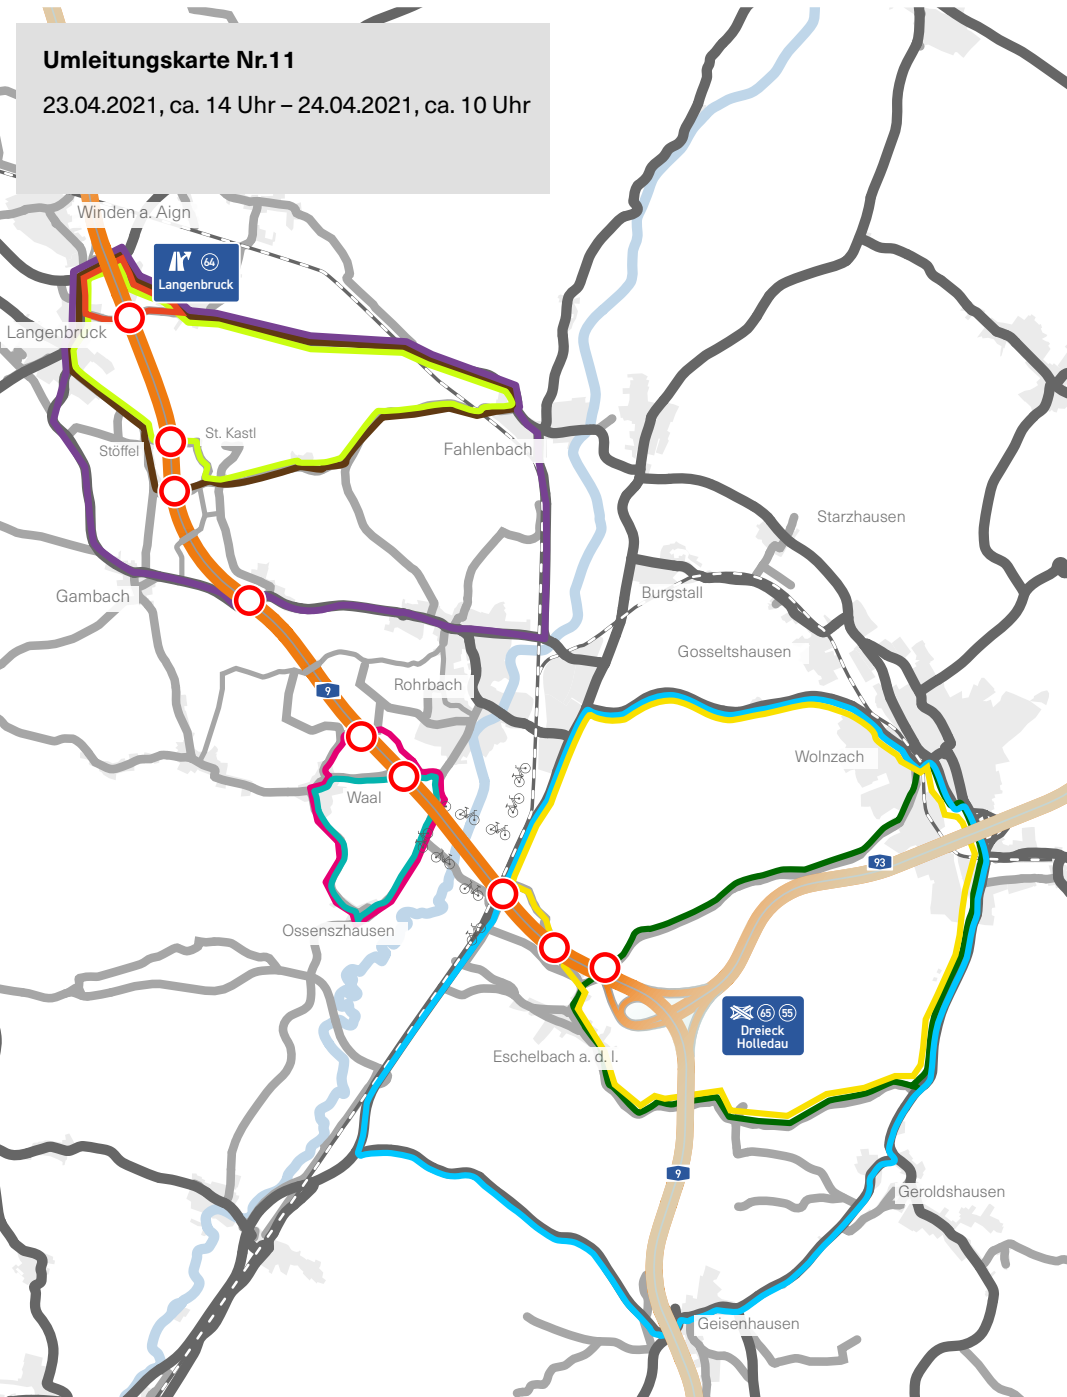 Umleitungskarte Nr.11
23.04.2021, ca. 14 Uhr – 24.04.2021, ca. 10 Uhr
Winden a. Aign
64
Langenbruck
Langenbruck
St. Kastl
Stöffel
Fahlenbach
Starzhausen
Gambach
Burgstall
Gosseltshausen
Rohrbach
9
Wolnzach
Waal
93
Ossenszhausen
65 55
Dreieck
Holledau
Eschelbach a. d. I.
9
Geroldshausen
Geisenhausen